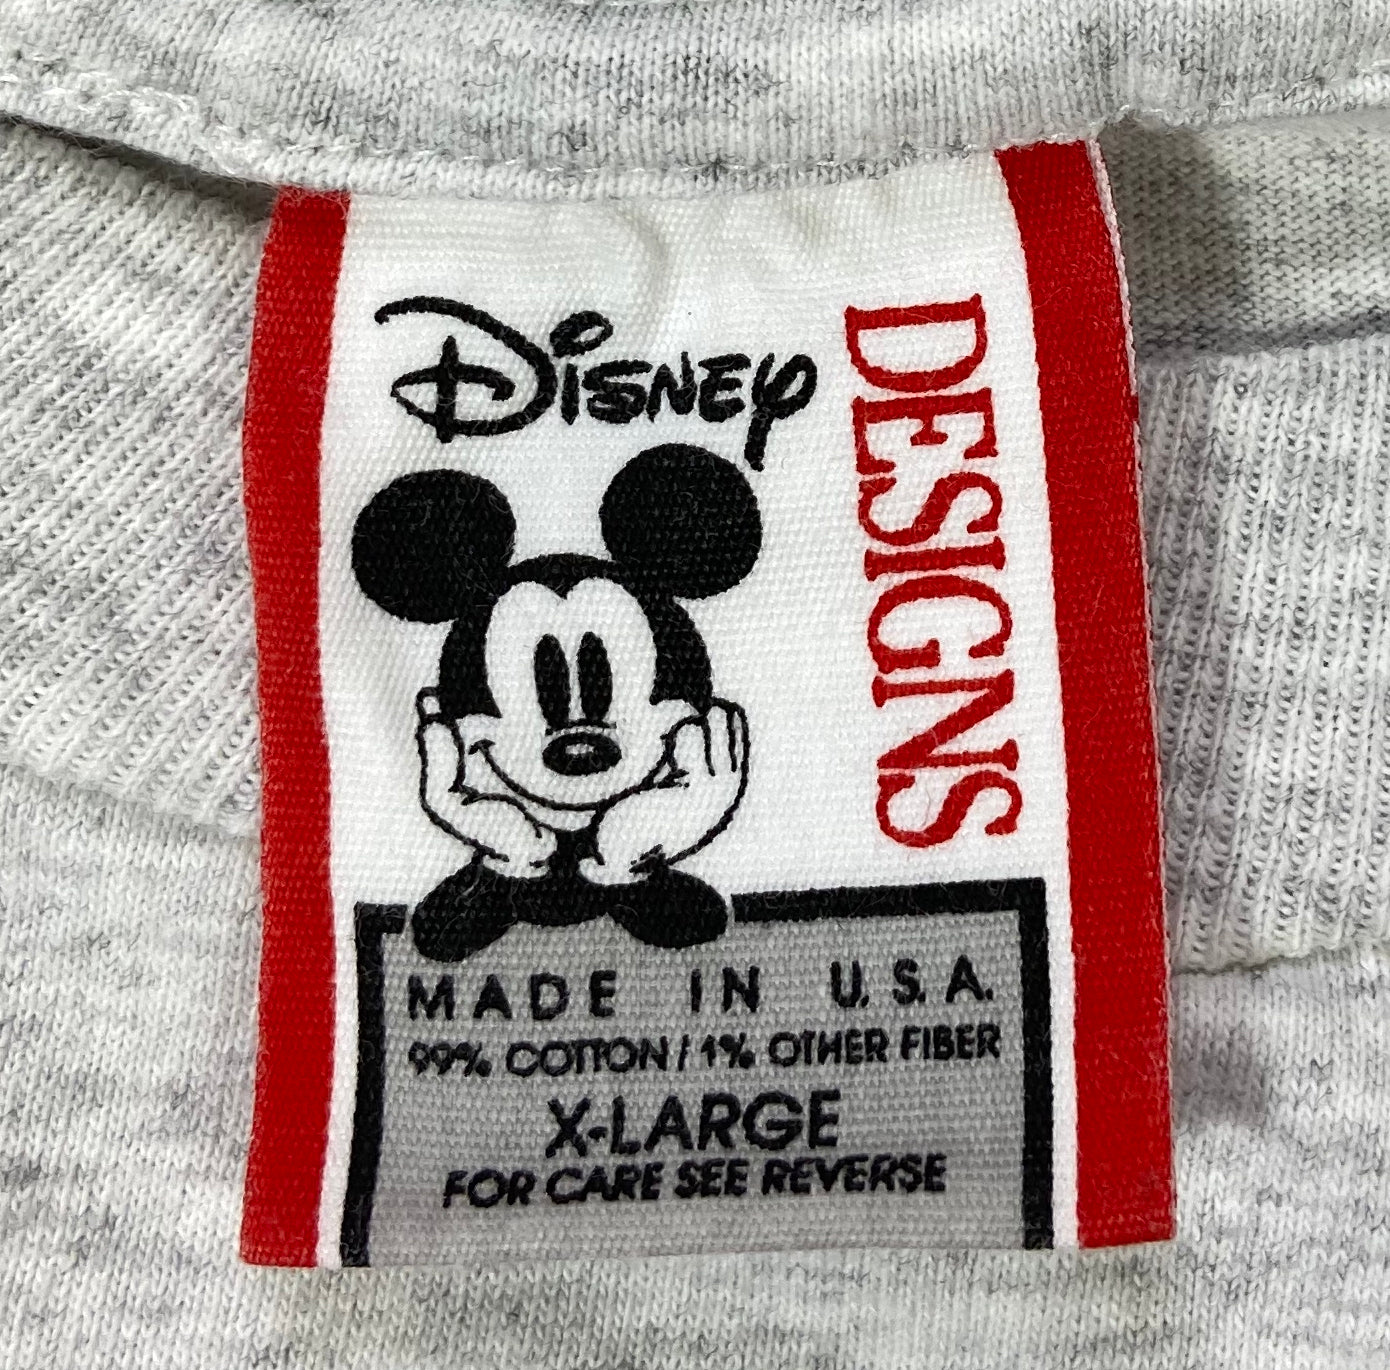 Disney
DESIGNS
MADE IN U.S.A.
99% COTTON / 1% OTHER FIBER
X-LARGE
FOR CARE SEE REVERSE